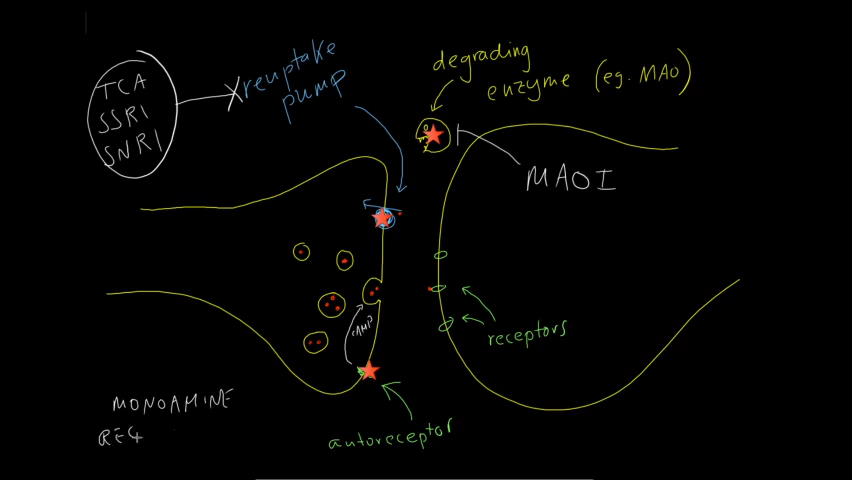 TCA
SSRI
SNRI
reuptake
pump
degrading
enzyme (eg. MAO)
MAOI
cAMP
receptors
autoreceptor
MONOAMINE